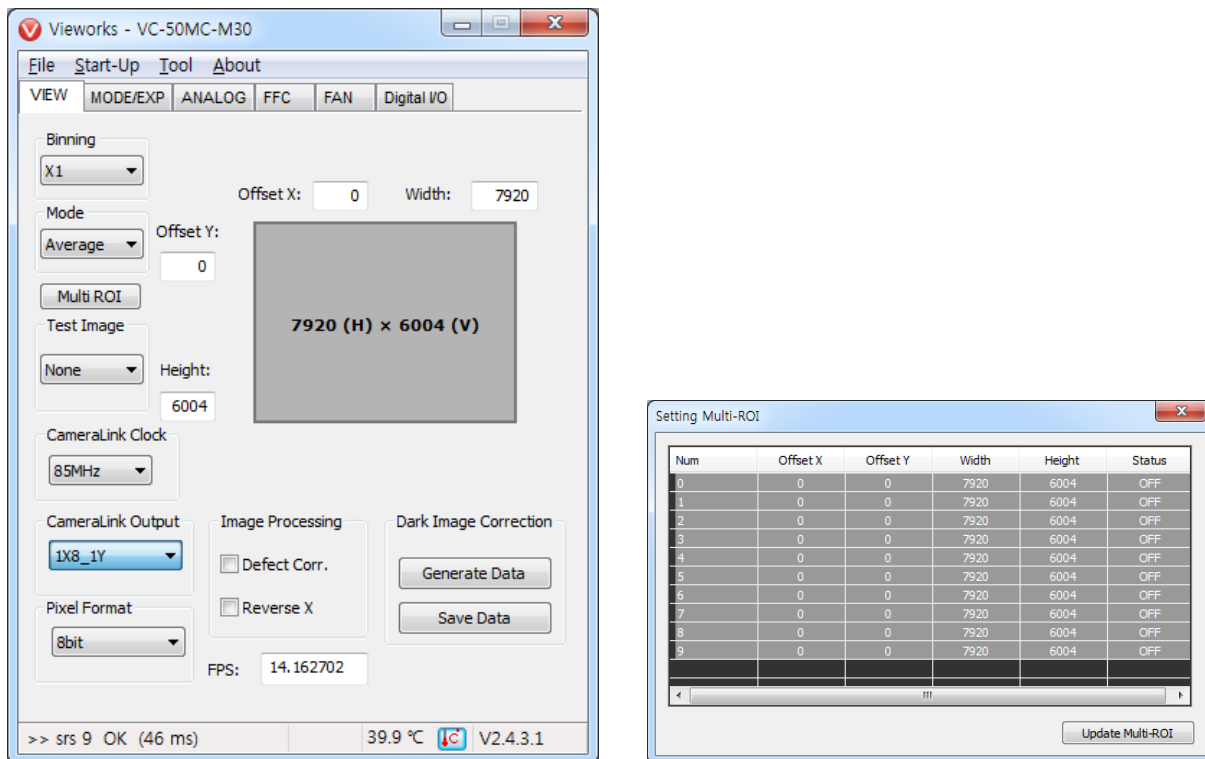 Vieworks - VC-50MC-M30
File Start-Up Tool About
VIEW MODE/EXP ANALOG FFC FAN Digital I/O
Binning
X1
Offset X: 0 Width: 7920
Mode
Average
Offset Y:
0
Multi ROI
Test Image
None
7920 (H) × 6004 (V)
Height:
6004
CameraLink Clock
85MHz
CameraLink Output
1X8_1Y
Image Processing
Defect Corr.
Reverse X
Dark Image Correction
Generate Data
Save Data
Pixel Format
8bit
FPS: 14.162702
>> srs 9 OK (46 ms) 39.9 ℃ V2.4.3.1
Setting Multi-ROI
Num Offset X Offset Y Width Height Status
0 0 0 7920 6004 OFF
1 0 0 7920 6004 OFF
2 0 0 7920 6004 OFF
3 0 0 7920 6004 OFF
4 0 0 7920 6004 OFF
5 0 0 7920 6004 OFF
6 0 0 7920 6004 OFF
7 0 0 7920 6004 OFF
8 0 0 7920 6004 OFF
9 0 0 7920 6004 OFF
Update Multi-ROI